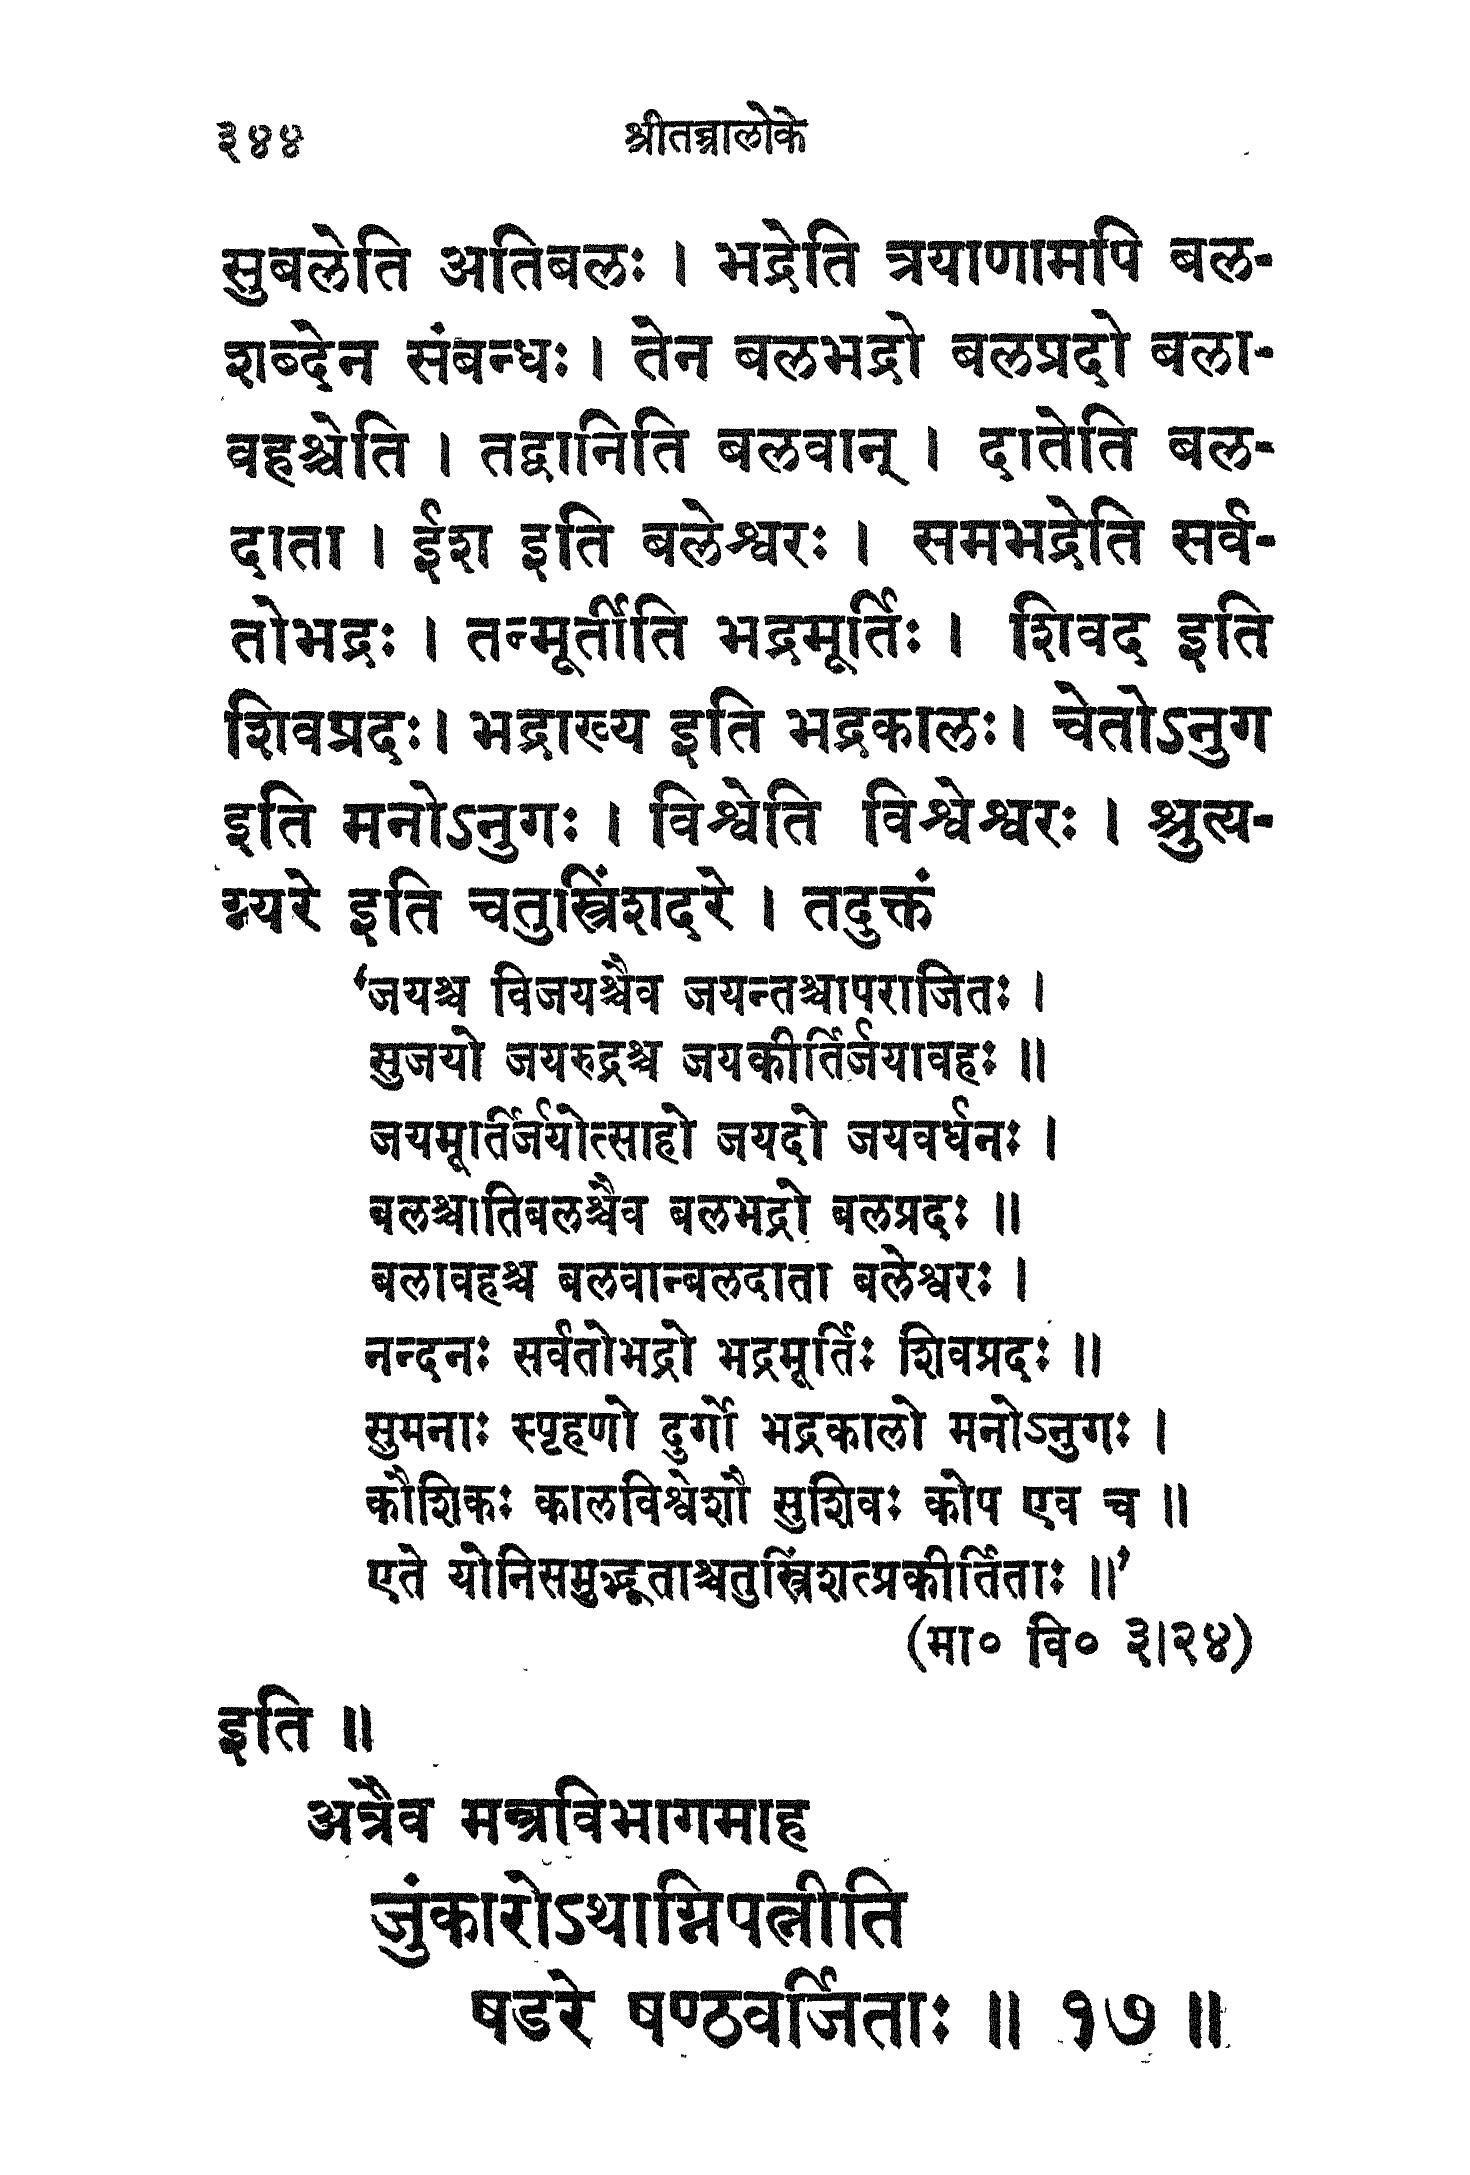 ३४४ श्रीतन्त्रालोके
सुबलेति अतिबलः । भद्रेति त्रयाणामपि बल-
शब्देन संबन्धः । तेन बलभद्रो बलप्रदो बला-
वहश्चेति । तद्वानिति बलवान् । दातेति बल-
दाता । ईश इति बलेश्वरः । समभद्रेति सर्व-
तोभद्रः । तन्मूर्तीति भद्रमूर्तिः । शिवद इति
शिवप्रदः । भद्राख्य इति भद्रकालः । चेतोऽनुग
इति मनोऽनुगः । विश्वेति विश्वेश्वरः । श्रुत्य-
ग्न्यरे इति चतुस्त्रिंशदरे । तदुक्तं
‘जयश्च विजयश्चैव जयन्तश्चापराजितः ।
सुजयो जयरुद्रश्च जयकीर्तिर्जयावहः ॥
जयमूर्तिर्जयोत्साहो जयदो जयवर्धनः ।
बलश्चातिबलश्चैव बलभद्रो बलप्रदः ॥
बलावहश्च बलवान्बलदाता बलेश्वरः ।
नन्दनः सर्वतोभद्रो भद्रमूर्तिः शिवप्रदः ॥
सुमनाः स्पृहणो दुर्गो भद्रकालो मनोऽनुगः ।
कौशिकः कालविश्वेशौ सुशिवः कोप एव च ॥
एते योनिसमुद्भूताश्चतुस्त्रिंशत्प्रकीर्तिताः ॥’
(मा० वि० ३।२४)
इति ॥
अत्रैव मन्त्रविभागमाह
जुंकारोऽथाग्निपत्नीति
षडरे षण्ठवर्जिताः ॥ १७ ॥